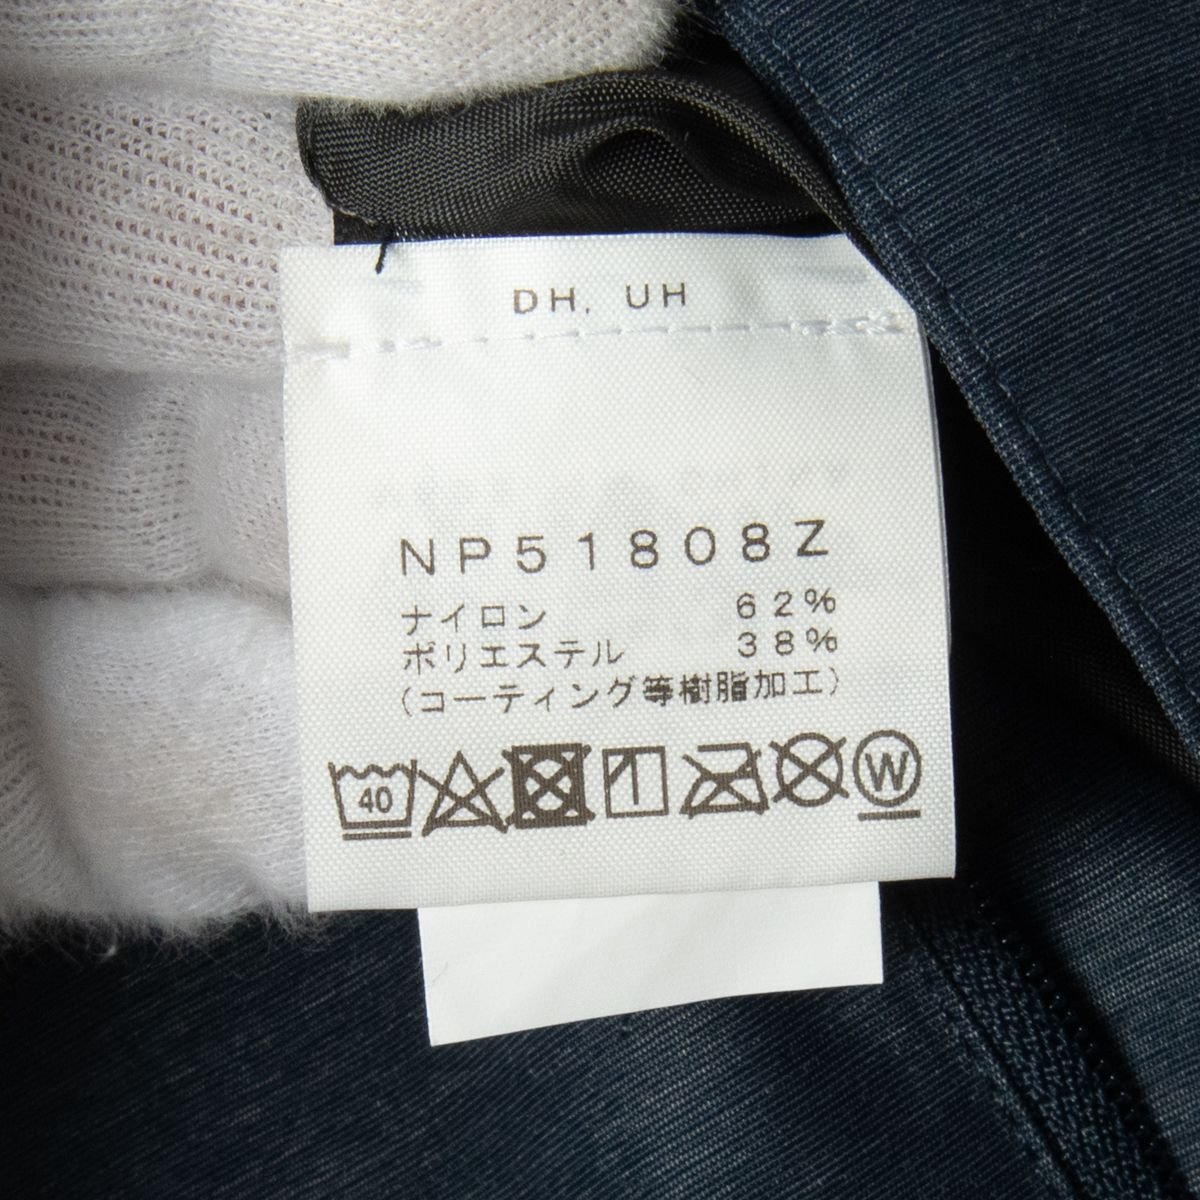 DH, UH
NP51808Z
ナイロン 62%
ポリエステル 38%
(コーティング等樹脂加工)
40 W